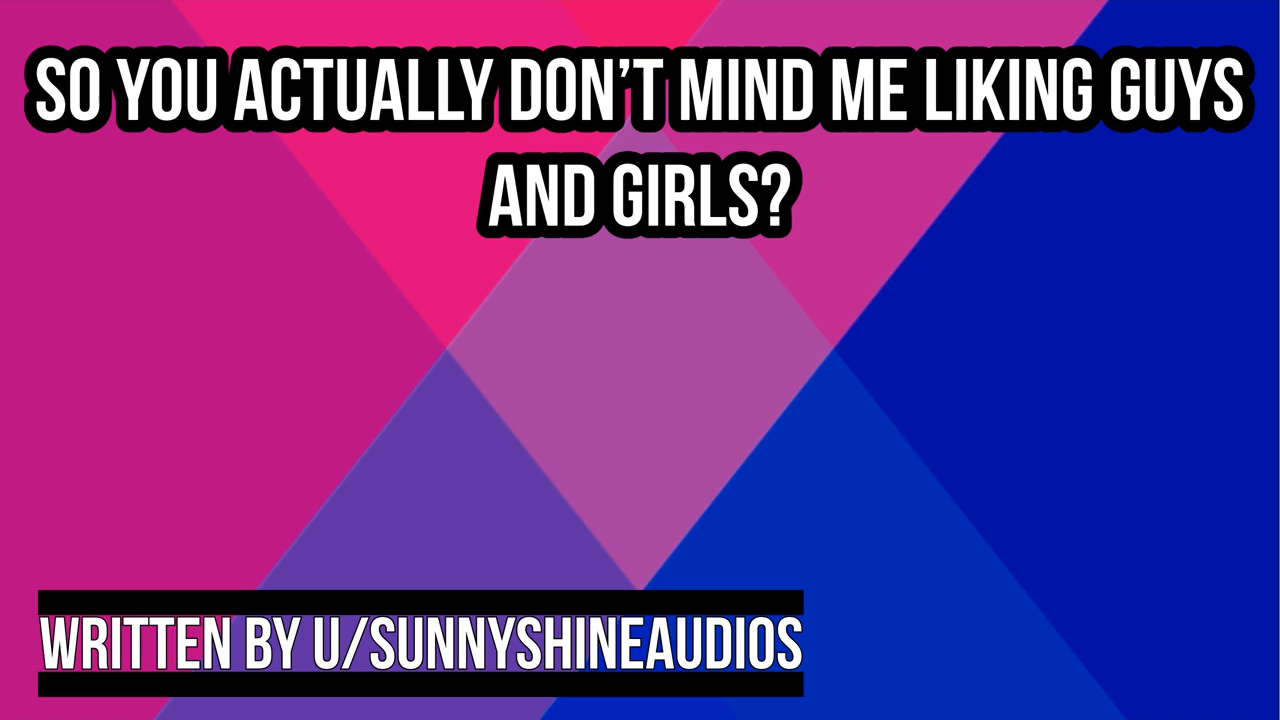 SO YOU ACTUALLY DON'T MIND ME LIKING GUYS
AND GIRLS?
WRITTEN BY U/SUNNYSHINEAUDIOS